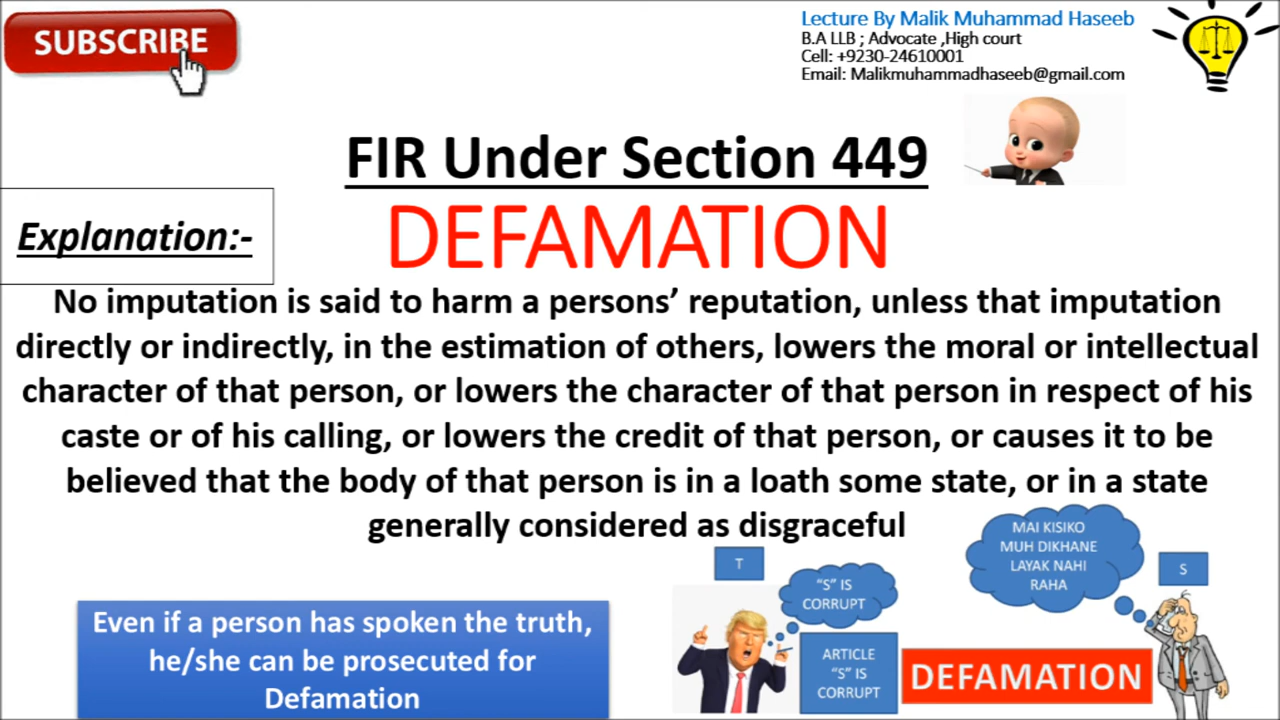 SUBSCRIBE
Lecture By Malik Muhammad Haseeb
B.A LLB ; Advocate ,High court
Cell: +9230-24610001
Email: Malikmuhammadhaseeb@gmail.com
FIR Under Section 449
Explanation:-
DEFAMATION
No imputation is said to harm a persons’ reputation, unless that imputation
directly or indirectly, in the estimation of others, lowers the moral or intellectual
character of that person, or lowers the character of that person in respect of his
caste or of his calling, or lowers the credit of that person, or causes it to be
believed that the body of that person is in a loath some state, or in a state
generally considered as disgraceful
Even if a person has spoken the truth,
he/she can be prosecuted for
Defamation
T
“S” IS
CORRUPT
ARTICLE
“S” IS
CORRUPT
MAI KISIKO
MUH DIKHANE
LAYAK NAHI
RAHA
S
DEFAMATION